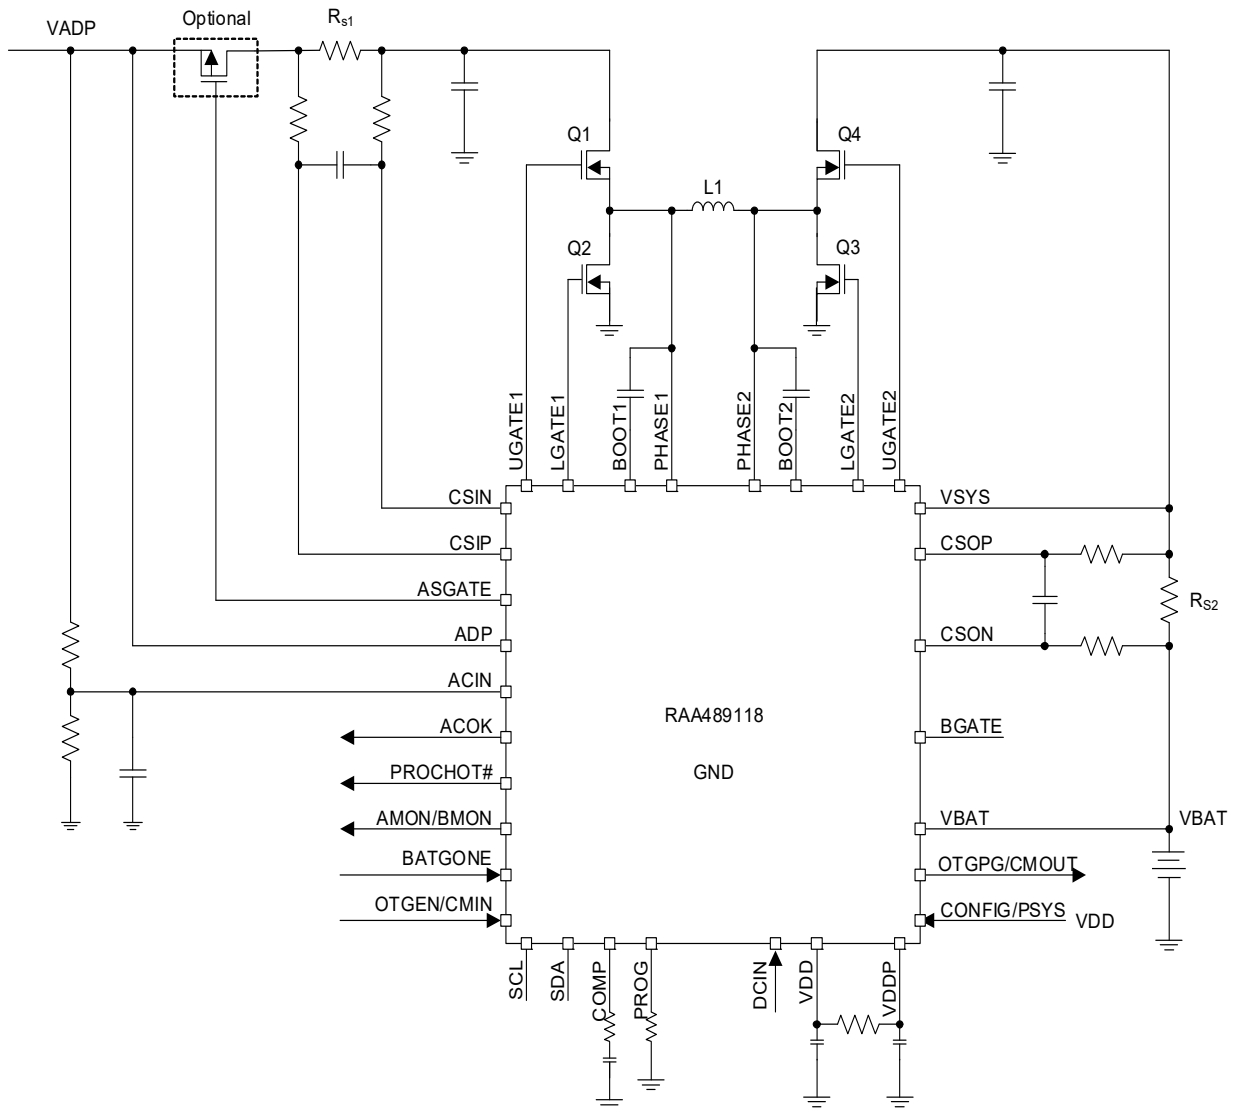 VADP
Optional
Rs1
Q1
Q4
L1
Q2
Q3
UGATE1
LGATE1
BOOT1
PHASE1
PHASE2
BOOT2
LGATE2
UGATE2
CSIN
VSYS
CSIP
CSOP
ASGATE
RS2
ADP
CSON
ACIN
RAA489118
ACOK
BGATE
PROCHOT#
GND
AMON/BMON
VBAT
VBAT
BATGONE
OTGPG/CMOUT
OTGEN/CMIN
CONFIG/PSYS
VDD
SCL
SDA
COMP
PROG
DCIN
VDD
VDDP